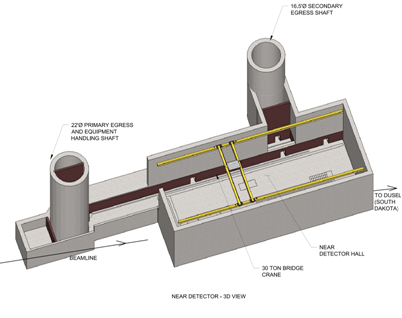 16.5'Ø SECONDARY
EGRESS SHAFT
22'Ø PRIMARY EGRESS
AND EQUIPMENT
HANDLING SHAFT
TO DUSEL
(SOUTH
DAKOTA)
BEAMLINE
NEAR
DETECTOR HALL
30 TON BRIDGE
CRANE
NEAR DETECTOR - 3D VIEW